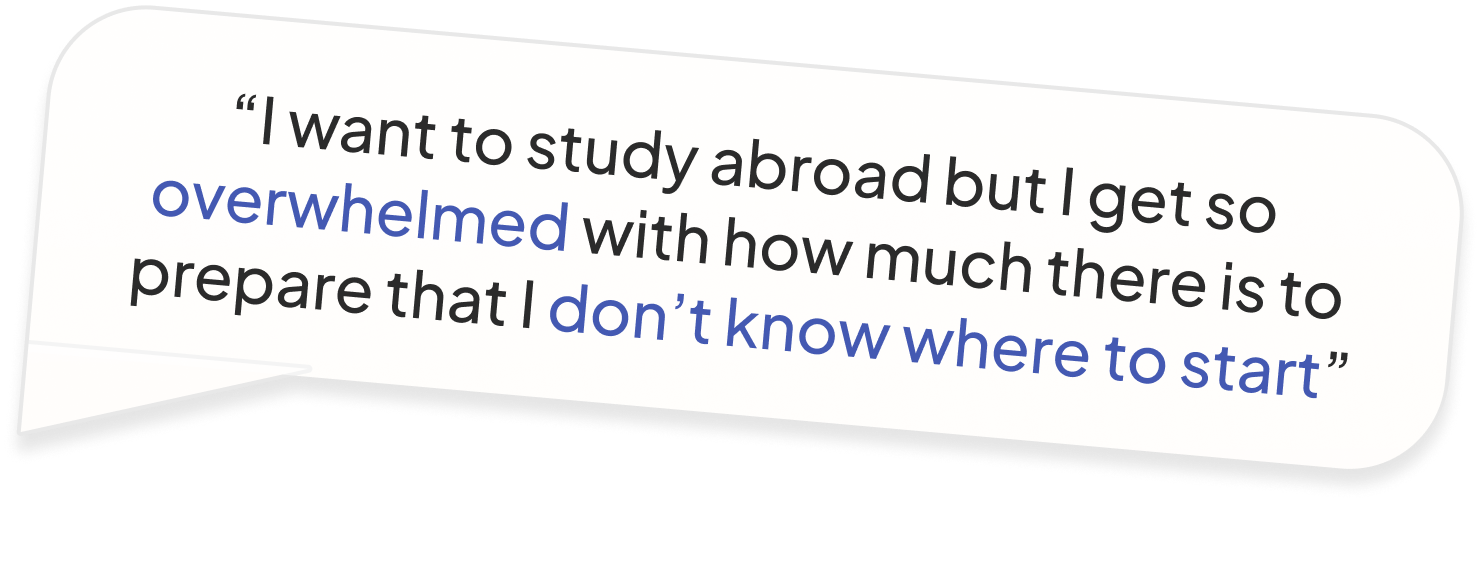 “I want to study abroad but I get so
overwhelmed with how much there is to
prepare that I don’t know where to start”